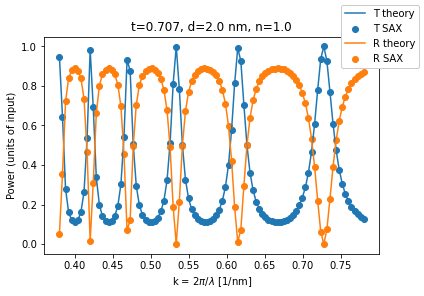 t=0.707, d=2.0 nm, n=1.0
T theory
T SAX
R theory
R SAX
Power (units of input)
1.0
0.8
0.6
0.4
0.2
0.0
0.40 0.45 0.50 0.55 0.60 0.65 0.70 0.75
k = 2π/λ [1/nm]